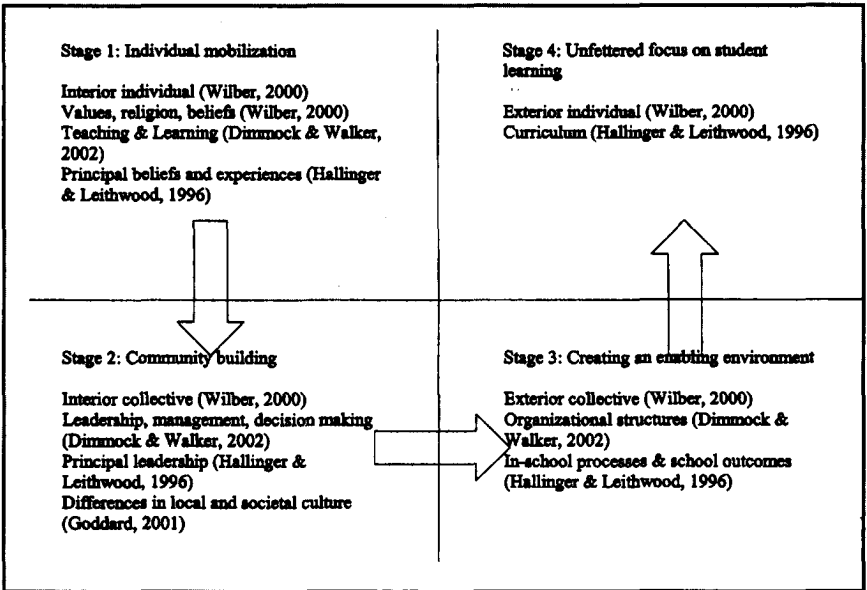 Stage 1: Individual mobilization
Interior individual (Wilber, 2000)
Values, religion, beliefs (Wilber, 2000)
Teaching & Learning (Dimmock & Walker,
2002)
Principal beliefs and experiences (Hallinger
& Leithwood, 1996)
Stage 2: Community building
Interior collective (Wilber, 2000)
Leadership, management, decision making
(Dimmock & Walker, 2002)
Principal leadership (Hallinger &
Leithwood, 1996)
Differences in local and societal culture
(Goddard, 2001)
Stage 3: Creating an enabling environment
Exterior collective (Wilber, 2000)
Organizational structures (Dimmock &
Walker, 2002)
In-school processes & school outcomes
(Hallinger & Leithwood, 1996)
Stage 4: Unfettered focus on student
learning
Exterior individual (Wilber, 2000)
Curriculum (Hallinger & Leithwood, 1996)